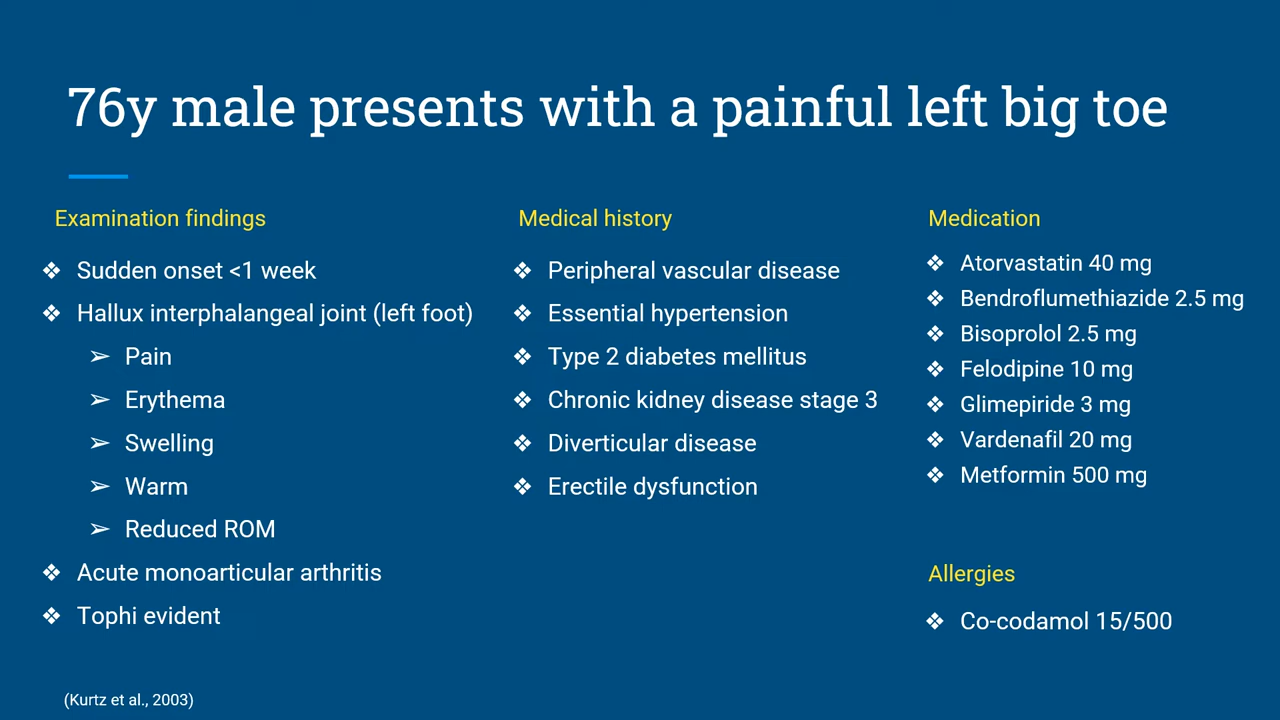 76y male presents with a painful left big toe
Examination findings
❖ Sudden onset <1 week
❖ Hallux interphalangeal joint (left foot)
➢ Pain
➢ Erythema
➢ Swelling
➢ Warm
➢ Reduced ROM
❖ Acute monoarticular arthritis
❖ Tophi evident
Medical history
❖ Peripheral vascular disease
❖ Essential hypertension
❖ Type 2 diabetes mellitus
❖ Chronic kidney disease stage 3
❖ Diverticular disease
❖ Erectile dysfunction
Medication
❖ Atorvastatin 40 mg
❖ Bendroflumethiazide 2.5 mg
❖ Bisoprolol 2.5 mg
❖ Felodipine 10 mg
❖ Glimepiride 3 mg
❖ Vardenafil 20 mg
❖ Metformin 500 mg
Allergies
❖ Co-codamol 15/500
(Kurtz et al., 2003)